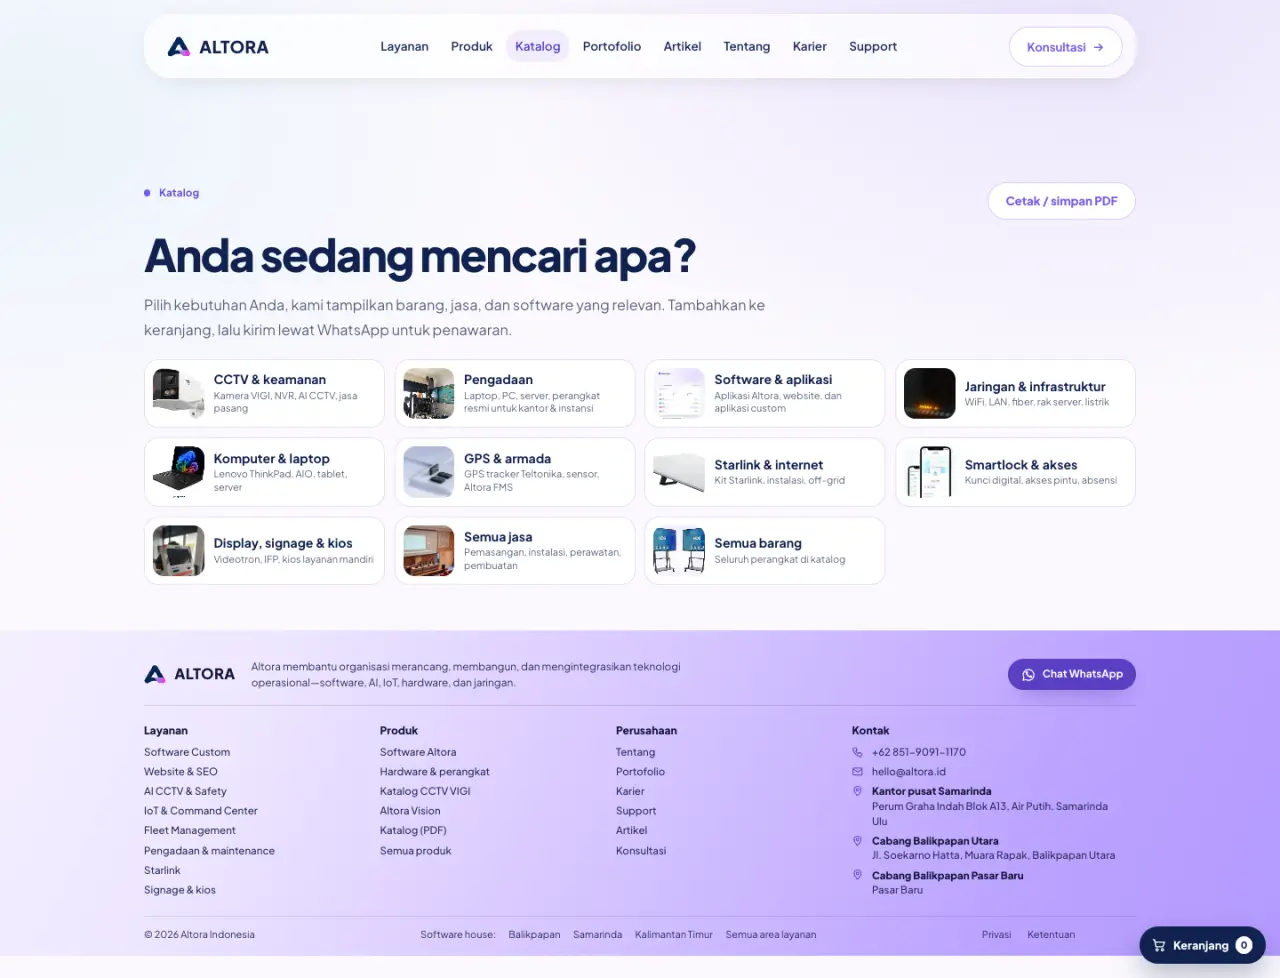 ALTORA
Layanan
Produk
Katalog
Portofolio
Artikel
Tentang
Karier
Support
Konsultasi
Katalog
Cetak / simpan PDF
Anda sedang mencari apa?
Pilih kebutuhan Anda, kami tampilkan barang, jasa, dan software yang relevan. Tambahkan ke
keranjang, lalu kirim lewat WhatsApp untuk penawaran.
CCTV & keamanan
Kamera VIGI, NVR, AI CCTV, jasa
pasang
Pengadaan
Laptop, PC, server, perangkat
resmi untuk kantor & instansi
Software & aplikasi
Aplikasi Altora, website, dan
aplikasi custom
Jaringan & infrastruktur
WiFi, LAN, fiber, rak server, listrik
Komputer & laptop
Lenovo ThinkPad, AIO, tablet,
server
GPS & armada
GPS tracker Teltonika, sensor,
Altora FMS
Starlink & internet
Kit Starlink, instalasi, off-grid
Smartlock & akses
Kunci digital, akses pintu, absensi
Display, signage & kios
Videotron, IFP, kios layanan mandiri
Semua jasa
Pemasangan, instalasi, perawatan,
pembuatan
Semua barang
Seluruh perangkat di katalog
ALTORA
Altora membantu organisasi merancang, membangun, dan mengintegrasikan teknologi
operasional—software, AI, IoT, hardware, dan jaringan.
Chat WhatsApp
Layanan
Software Custom
Website & SEO
AI CCTV & Safety
IoT & Command Center
Fleet Management
Pengadaan & maintenance
Starlink
Signage & kios
Produk
Software Altora
Hardware & perangkat
Katalog CCTV VIGI
Altora Vision
Katalog (PDF)
Semua produk
Perusahaan
Tentang
Portofolio
Karier
Support
Artikel
Konsultasi
Kontak
+62 851-9091-1170
hello@altora.id
Kantor pusat Samarinda
Perum Graha Indah Blok A13, Air Putih, Samarinda
Ulu
Cabang Balikpapan Utara
Jl. Soekarno Hatta, Muara Rapak, Balikpapan Utara
Cabang Balikpapan Pasar Baru
Pasar Baru
© 2026 Altora Indonesia
Software house:
Balikpapan
Samarinda
Kalimantan Timur
Semua area layanan
Privasi
Ketentuan
Keranjang 0